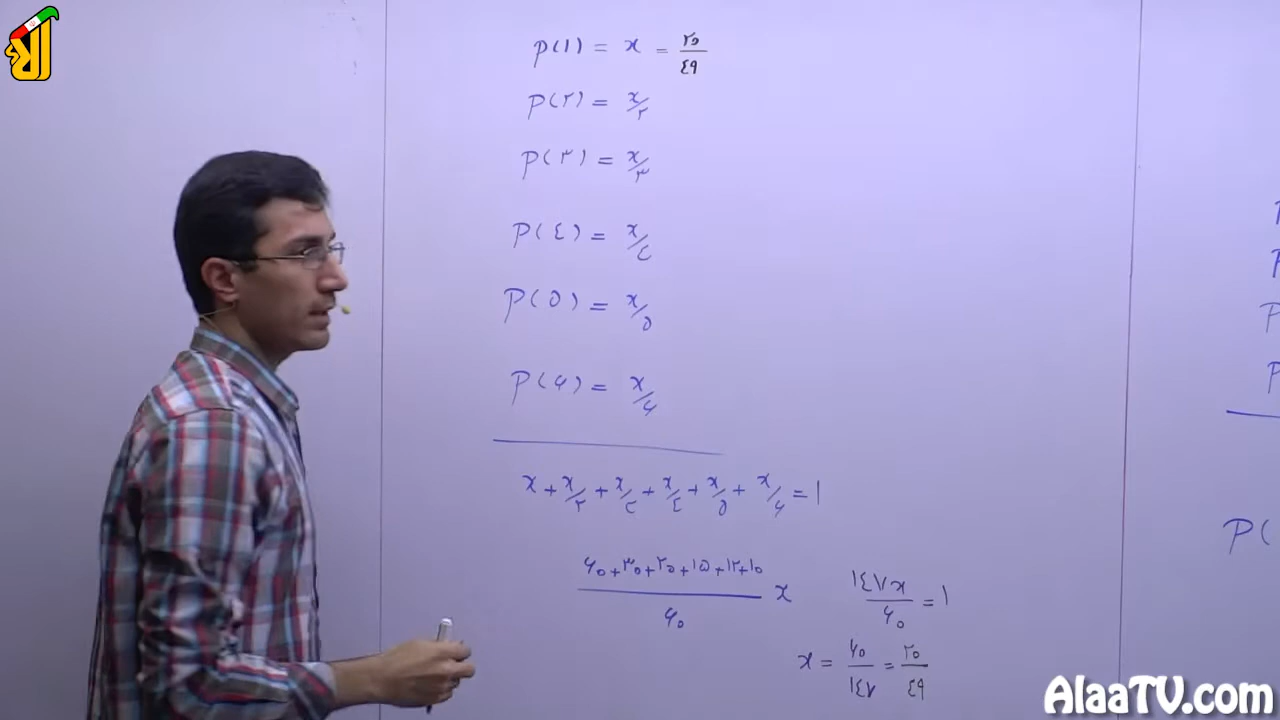 P(۱) = x = ۲۰/۴۹
P(۲) = x/۲
P(۳) = x/۳
P(۴) = x/۴
P(۵) = x/۵
P(۶) = x/۶
x + x/۲ + x/۳ + x/۴ + x/۵ + x/۶ = ۱
(۶۰+۳۰+۲۰+۱۵+۱۲+۱۰)/۶۰ x
۱۴۷x/۶۰ = ۱
x = ۶۰/۱۴۷ = ۲۰/۴۹
P(
AlaaTV.com